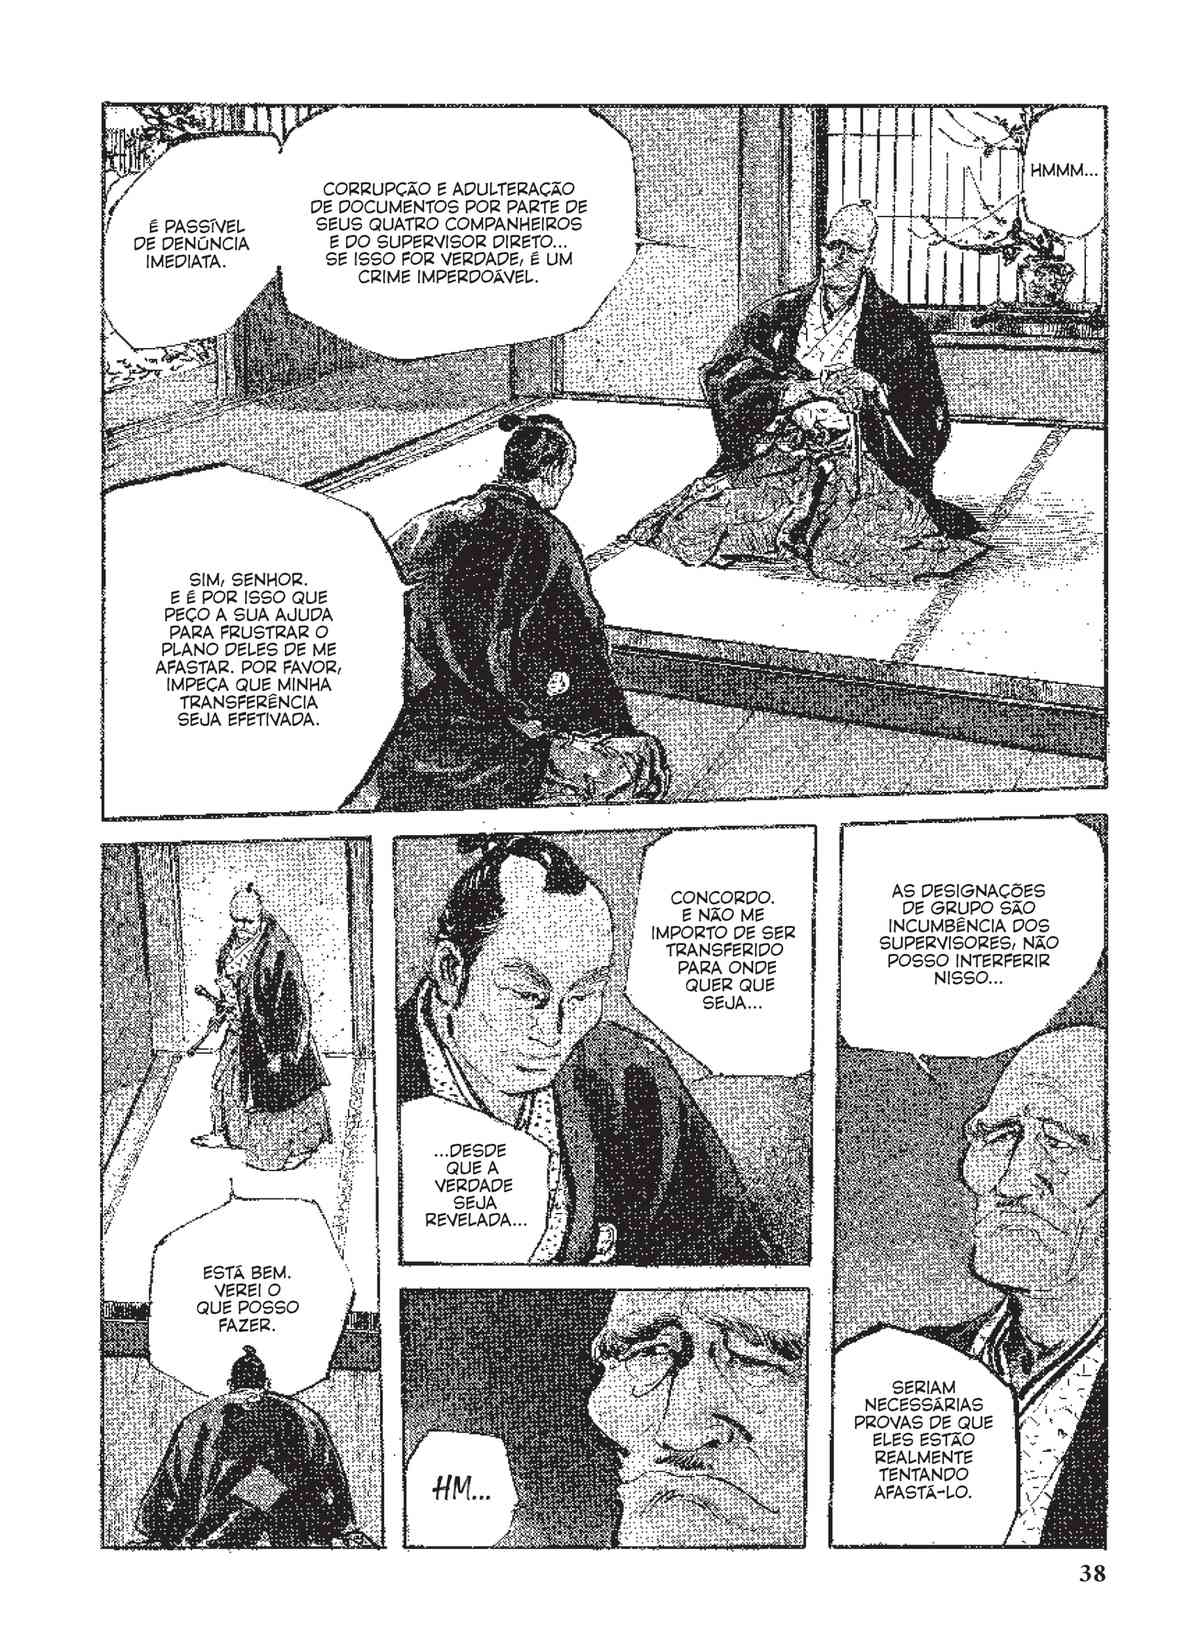 HMMM...
CORRUPÇÃO E ADULTERAÇÃO
DE DOCUMENTOS POR PARTE DE
SEUS QUATRO COMPANHEIROS
E DO SUPERVISOR DIRETO...
SE ISSO FOR VERDADE, É UM
CRIME IMPERDOÁVEL.
É PASSÍVEL
DE DENÚNCIA
IMEDIATA.
SIM, SENHOR.
E É POR ISSO QUE
PEÇO A SUA AJUDA
PARA FRUSTRAR O
PLANO DELES DE ME
AFASTAR. POR FAVOR,
IMPEÇA QUE MINHA
TRANSFERÊNCIA
SEJA EFETIVADA.
AS DESIGNAÇÕES
DE GRUPO SÃO
INCUMBÊNCIA DOS
SUPERVISORES, NÃO
POSSO INTERFERIR
NISSO...
SERIAM
NECESSÁRIAS
PROVAS DE QUE
ELES ESTÃO
REALMENTE
TENTANDO
AFASTÁ-LO.
CONCORDO.
E NÃO ME
IMPORTO DE SER
TRANSFERIDO
PARA ONDE
QUER QUE
SEJA...
...DESDE
QUE A
VERDADE
SEJA
REVELADA...
HM...
ESTÁ BEM.
VEREI O
QUE POSSO
FAZER.
38